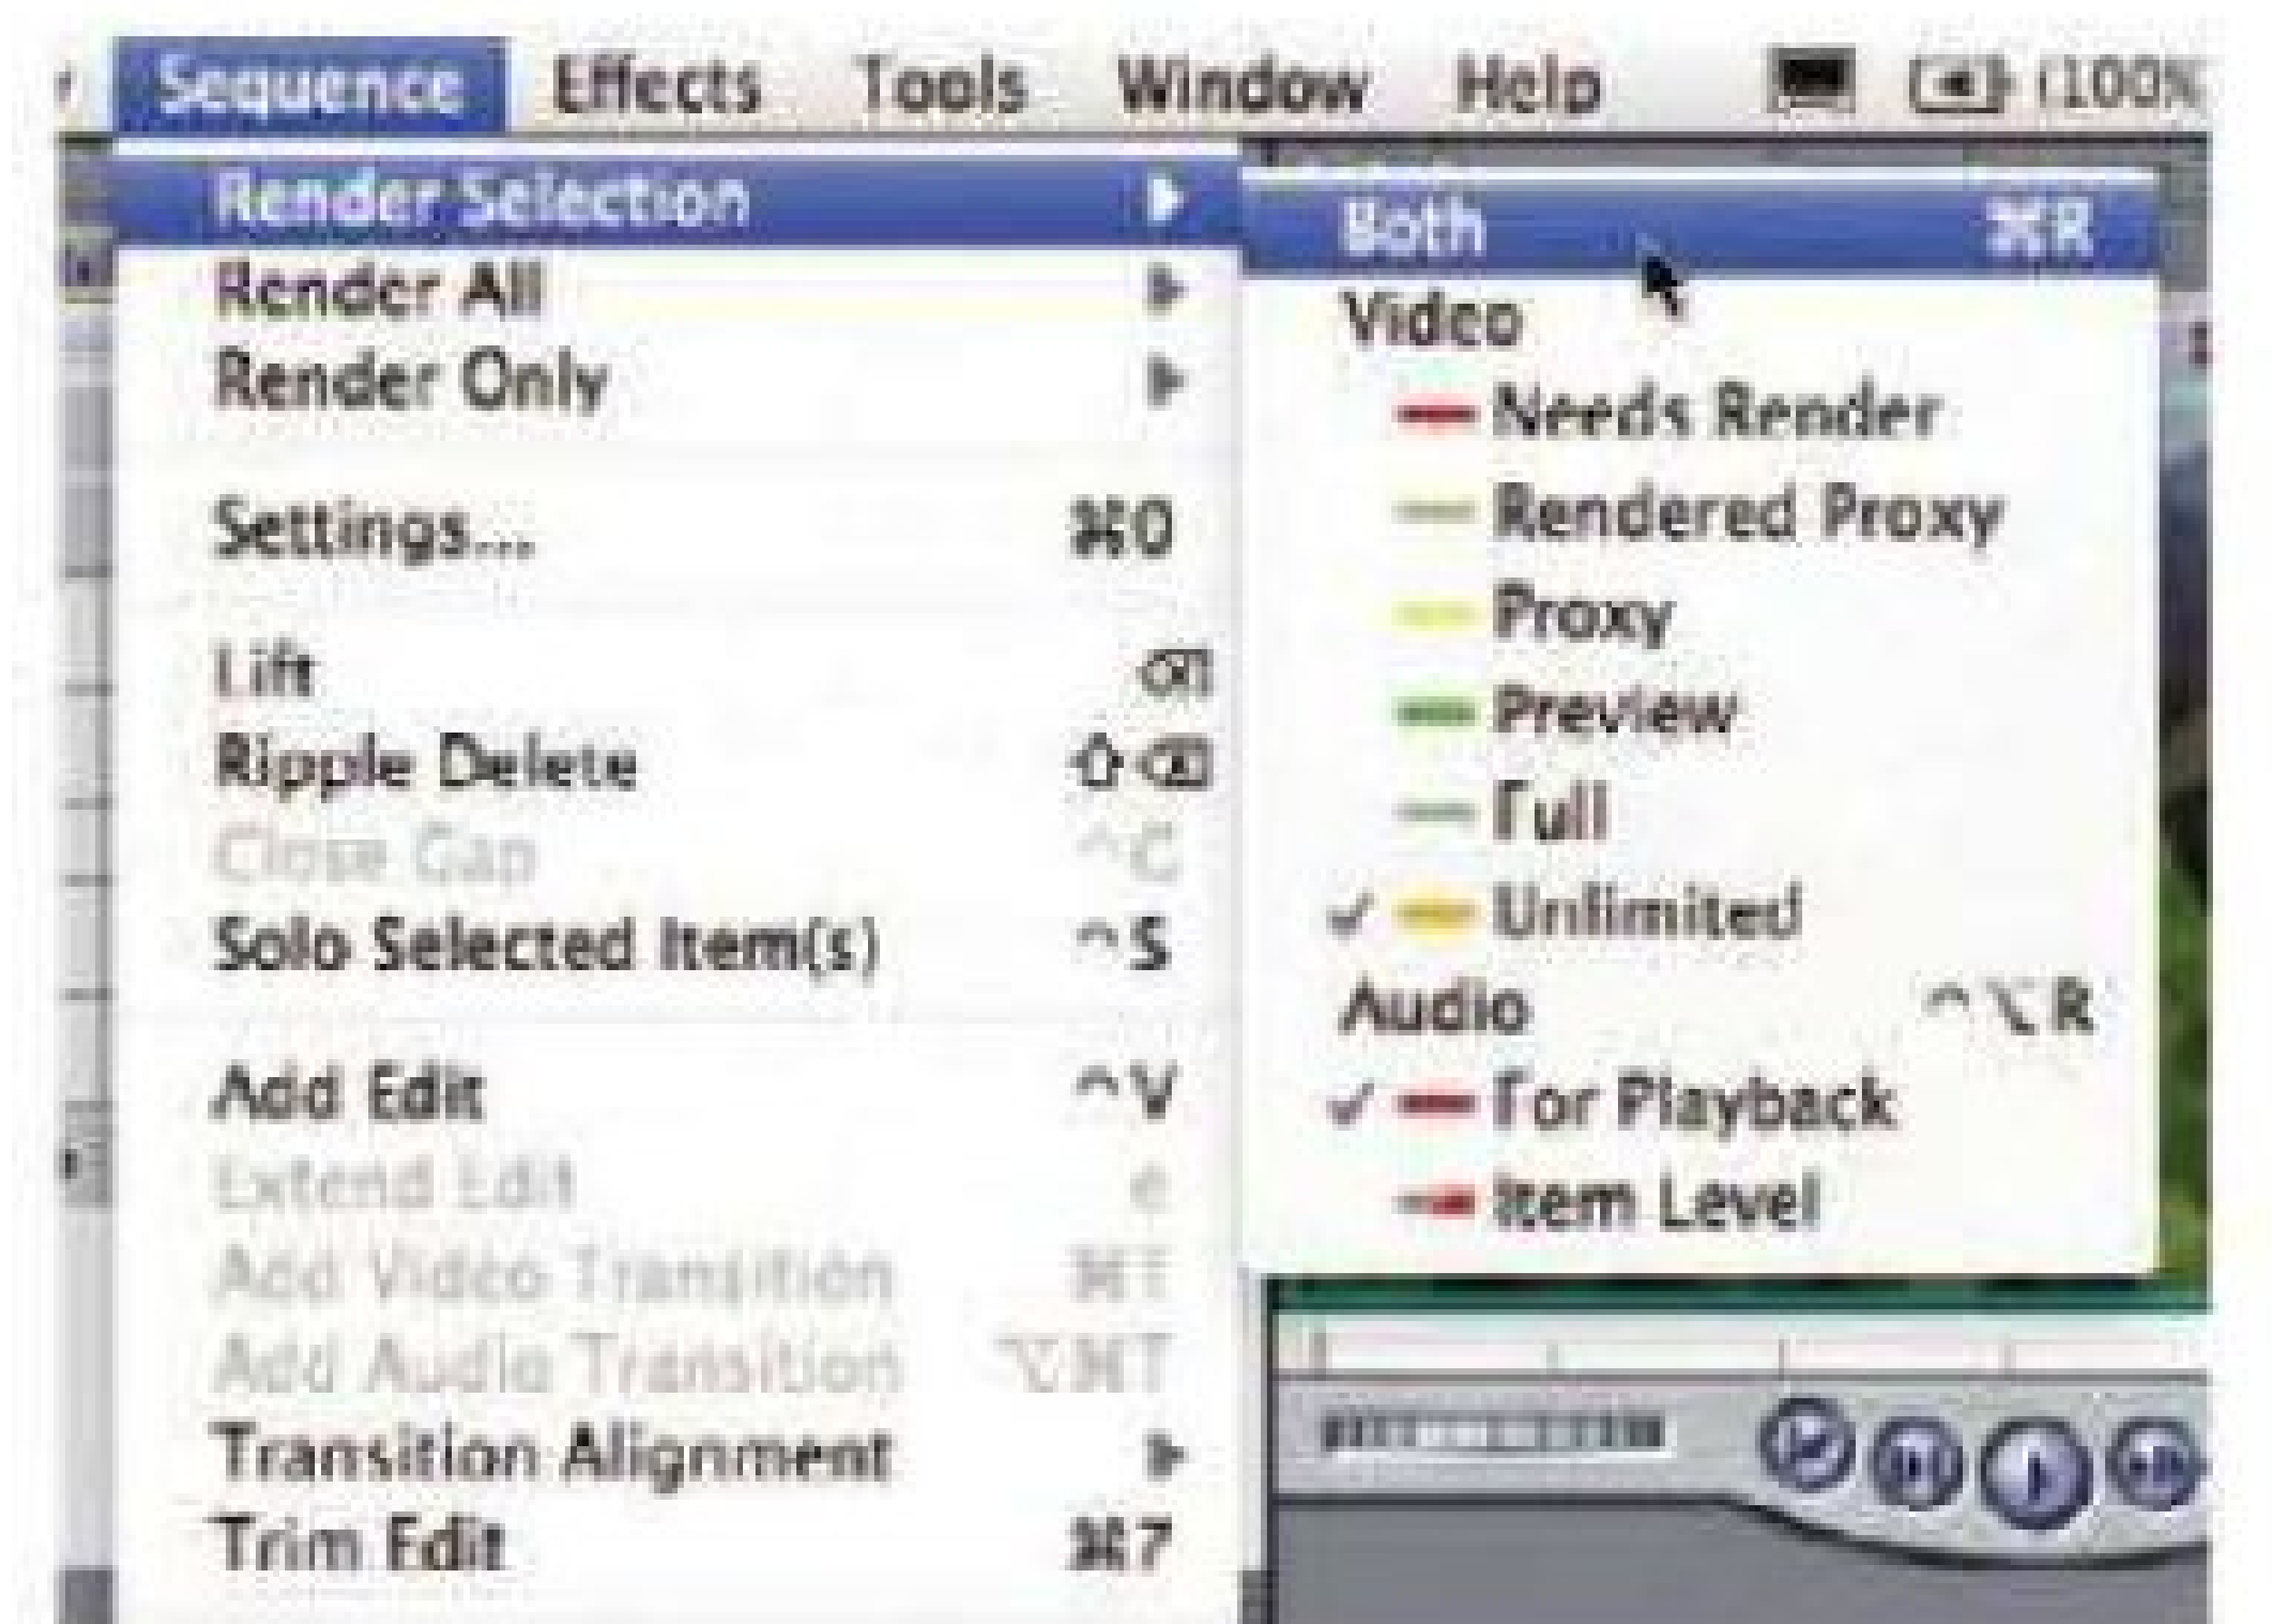 Sequence Effects Tools Window Help (100%
Render Selection
Render All
Render Only
Settings... ⌘0
Lift ⌫
Ripple Delete ⇧⌫
Close Gap ^G
Solo Selected Item(s) ^S
Add Edit ^V
Extend Edit e
Add Video Transition ⌘T
Add Audio Transition ⌥⌘T
Transition Alignment
Trim Edit ⌘7
Both ⌘R
Video
Needs Render
Rendered Proxy
Proxy
Preview
Full
✓ Unlimited
Audio ^⌥R
✓ For Playback
Item Level